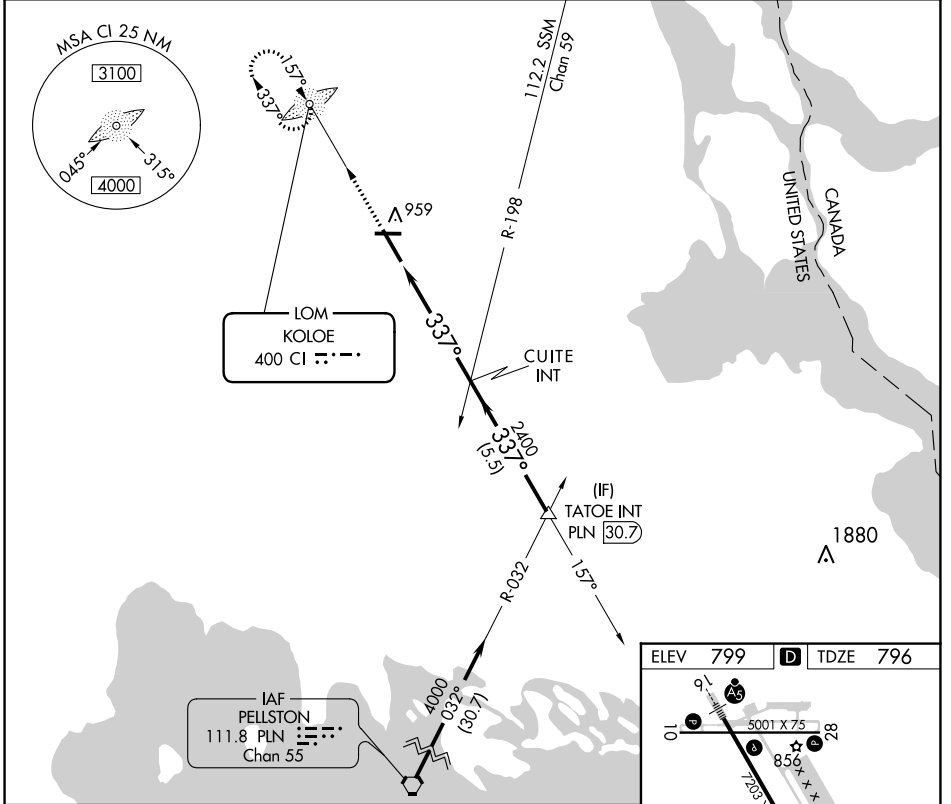 MSA CI 25 NM
3100
045°
315°
4000
157°
337°
112.2 SSM
Chan 59
R-198
CANADA
UNITED STATES
959
LOM
KOLOE
400 CI
337°
CUITE
INT
2400
337°
(5.5)
(IF)
TATOE INT
PLN 30.7
157°
R-032
1880
4000
032°
(30.7)
IAF
PELLSTON
111.8 PLN
Chan 55
ELEV 799 D TDZE 796
16
A5
P
10
5001 X 75
28
P
P
856
7203